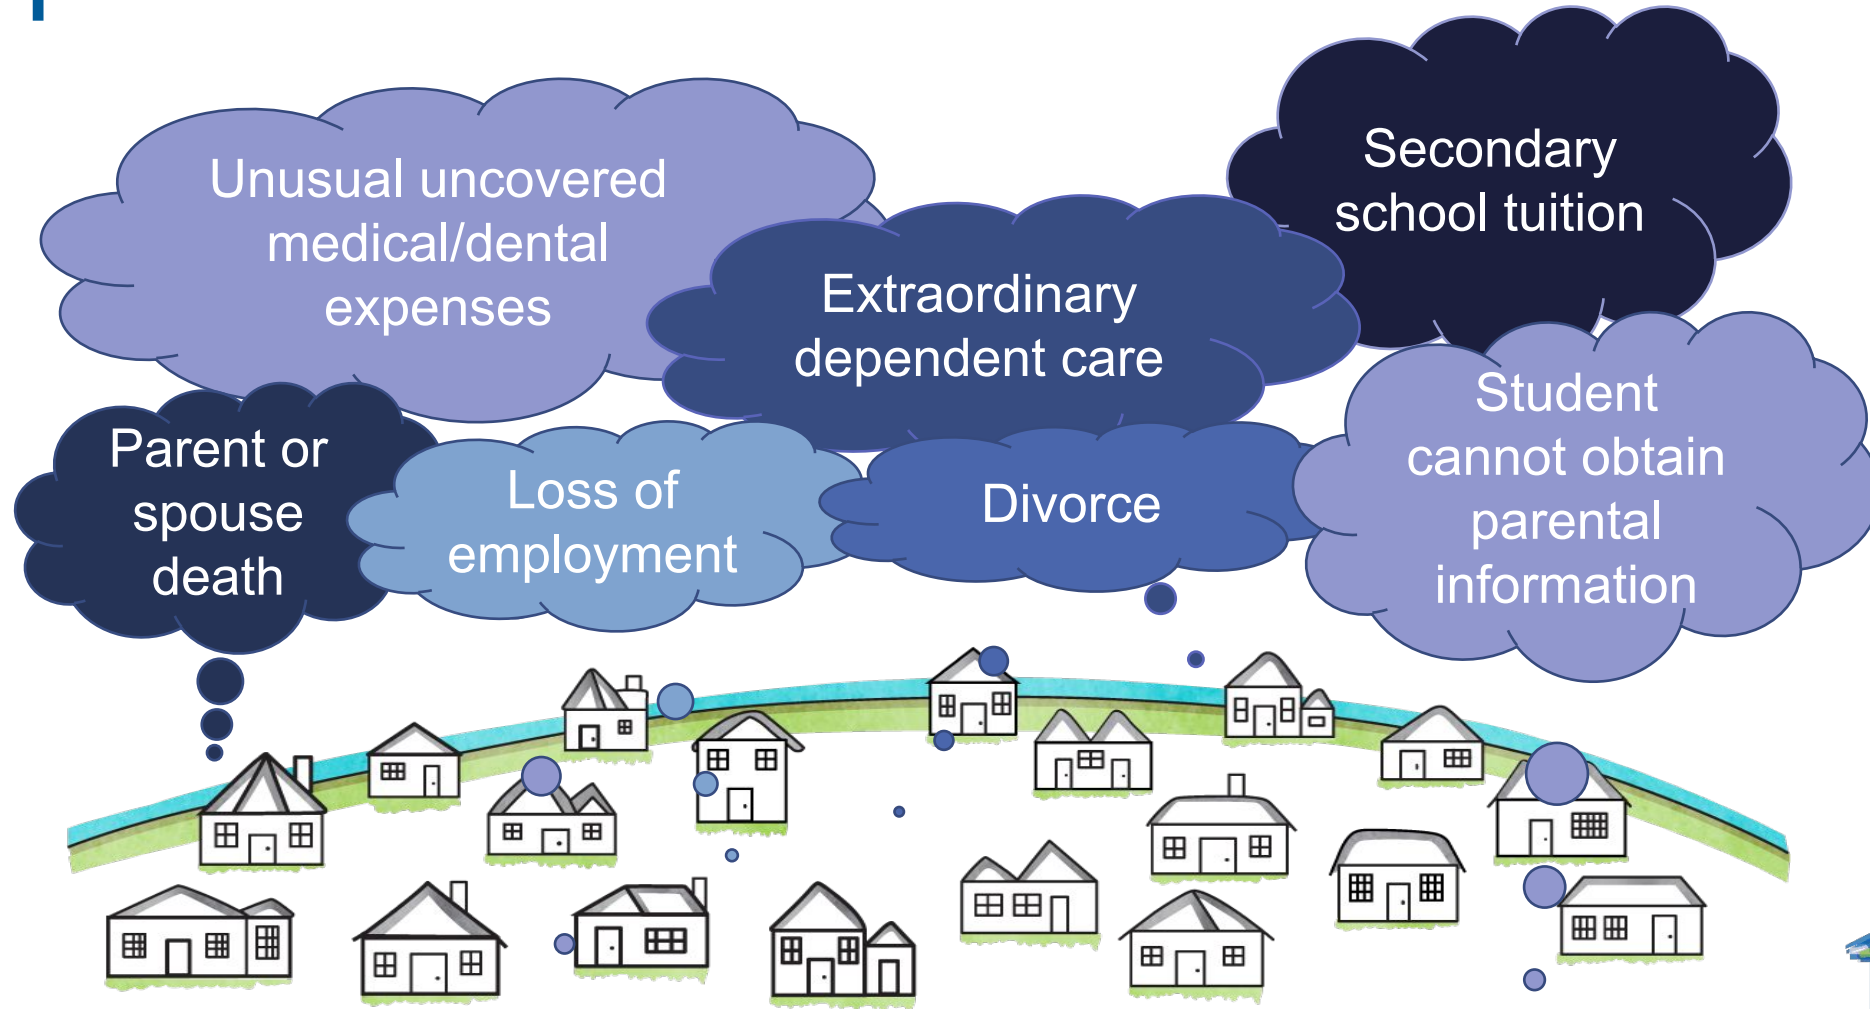 Unusual uncovered
medical/dental
expenses
Extraordinary
dependent care
Secondary
school tuition
Parent or
spouse
death
Loss of
employment
Divorce
Student
cannot obtain
parental
information